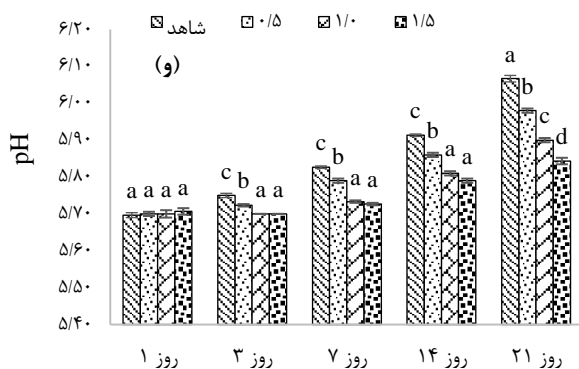 شاهد ۰/۵ ۱/۰ ۱/۵
(و)
pH
۶/۲۰
۶/۱۰
۶/۰۰
۵/۹۰
۵/۸۰
۵/۷۰
۵/۶۰
۵/۵۰
۵/۴۰
a a a a
c b a a
c b a a
c b a a
a b c d
روز ۱ روز ۳ روز ۷ روز ۱۴ روز ۲۱